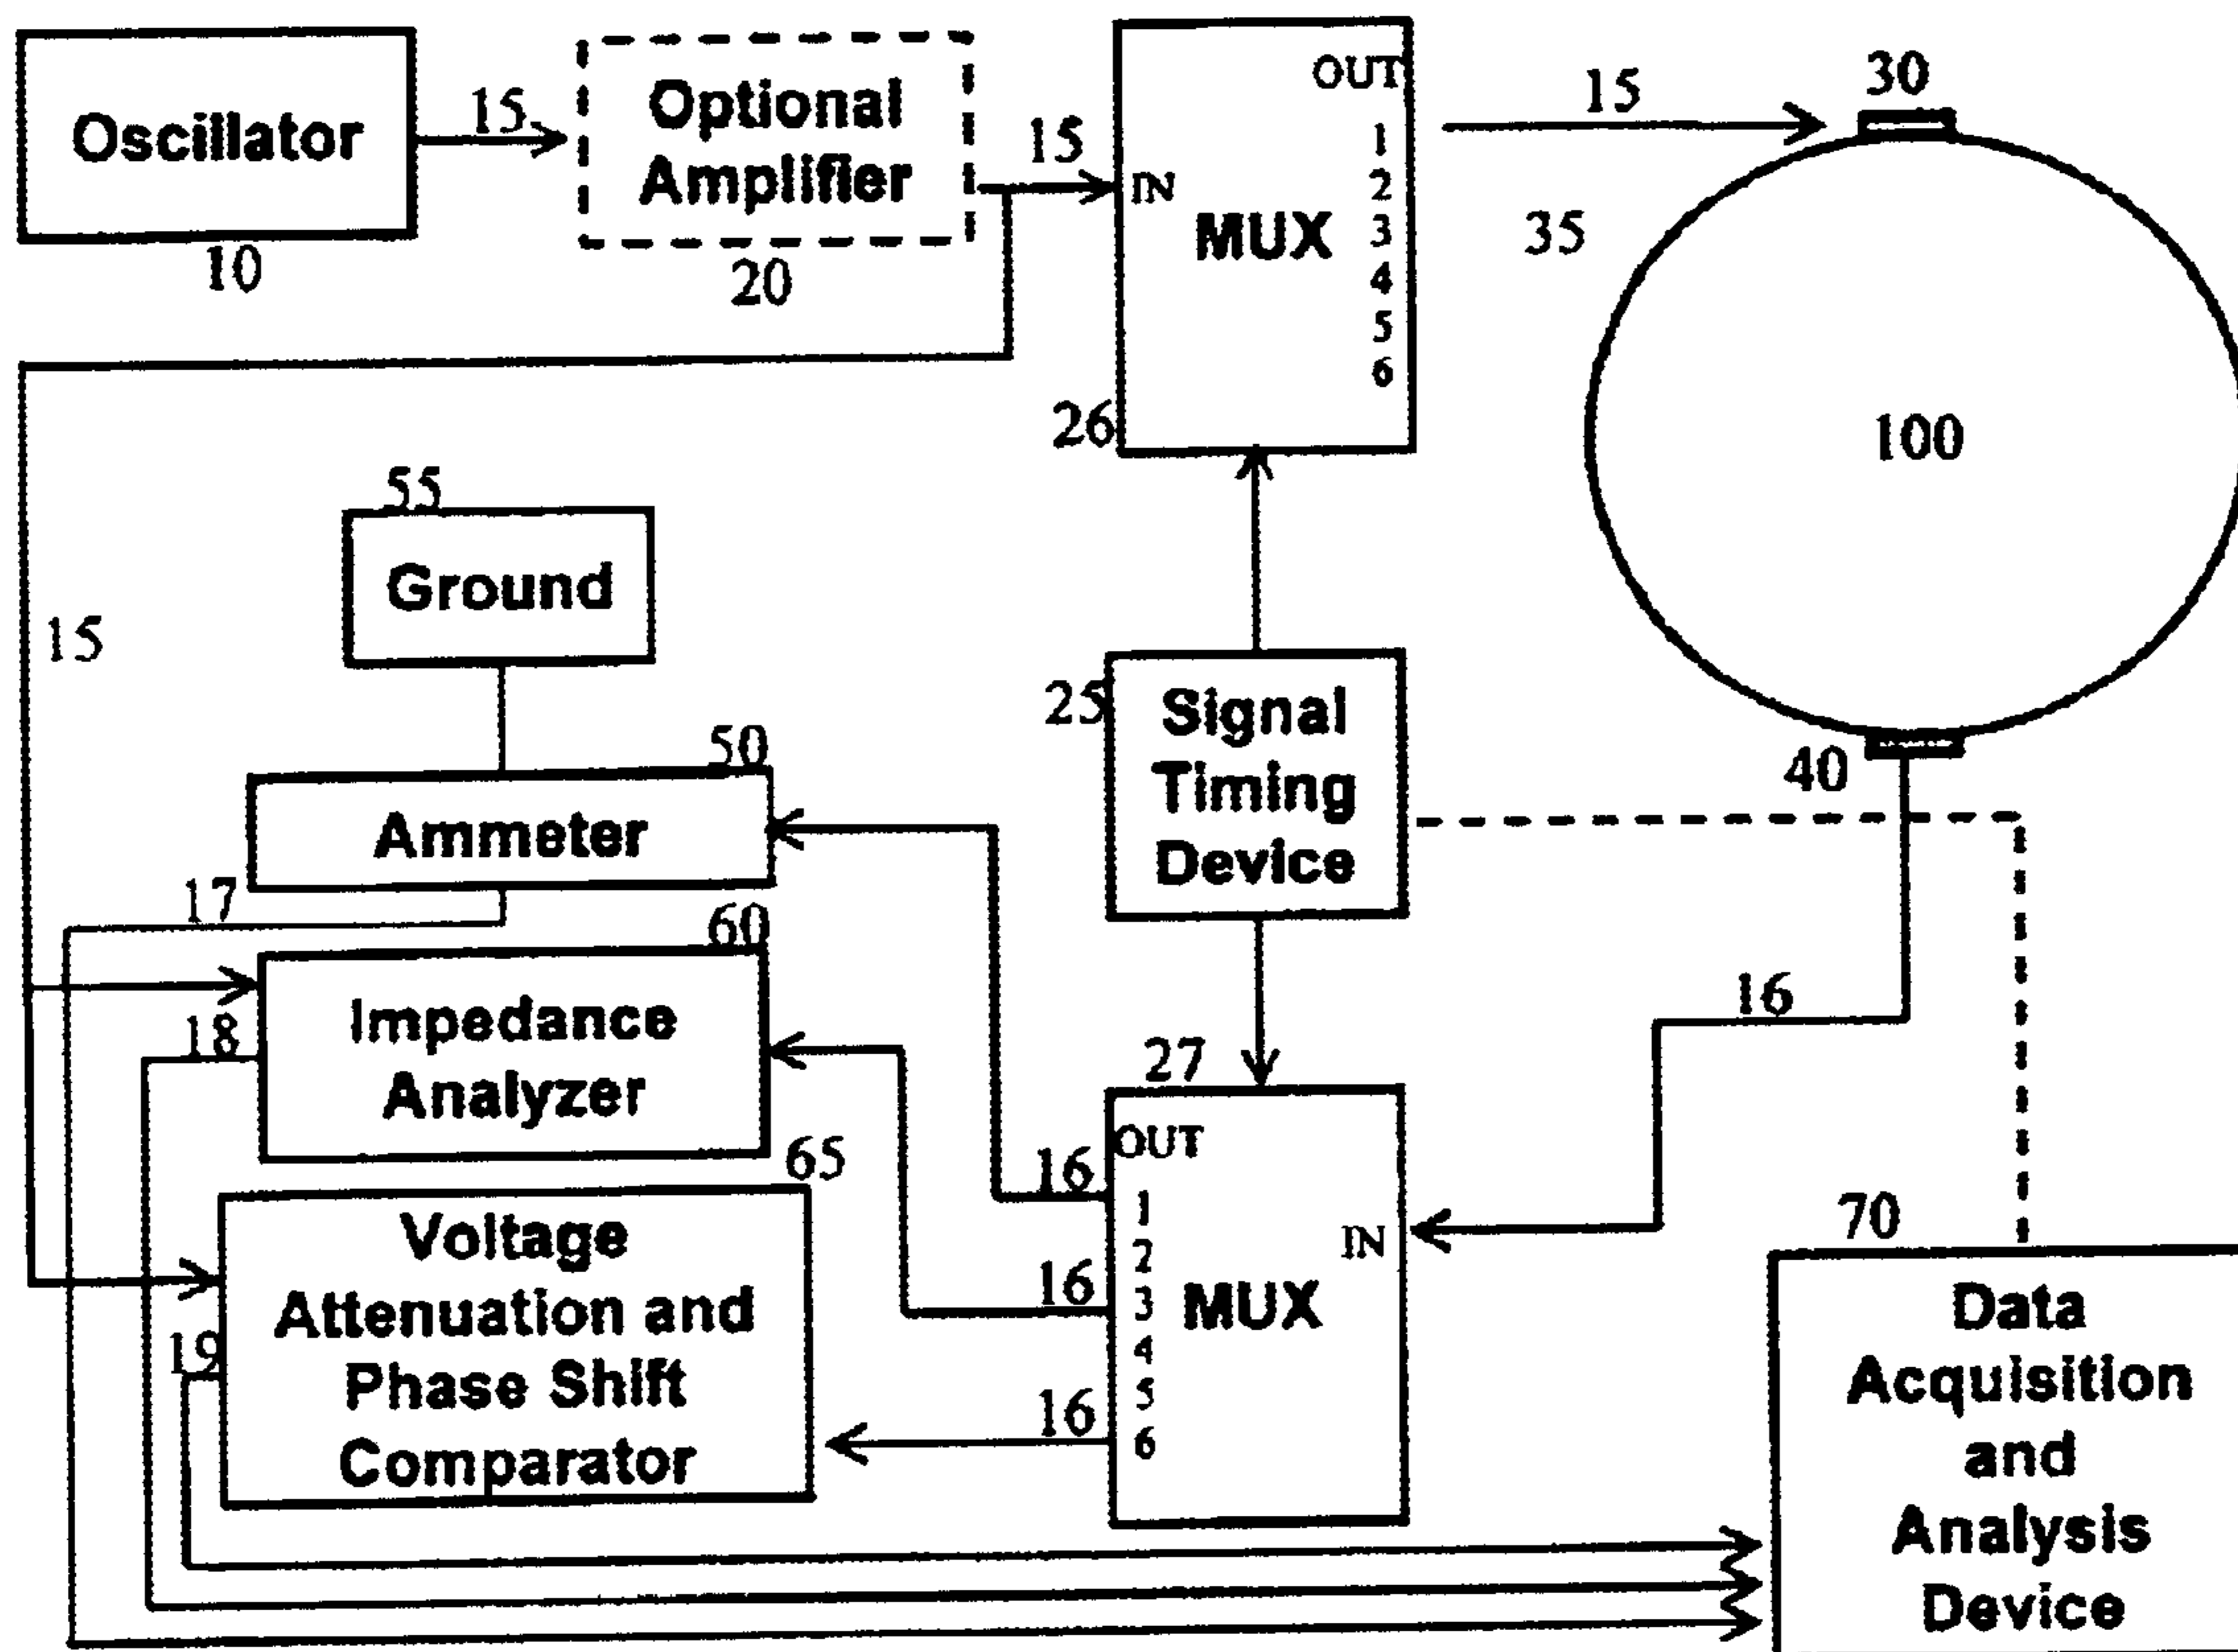 Oscillator
10
15
Optional
Amplifier
20
15
OUT
IN
MUX
1
2
3
4
5
6
26
15
30
35
100
40
15
55
Ground
50
Ammeter
17
60
Impedance
Analyzer
18
65
Voltage
Attenuation and
Phase Shift
Comparator
19
25
Signal
Timing
Device
27
OUT
IN
MUX
1
2
3
4
5
6
16
16
16
16
70
Data
Acquisition
and
Analysis
Device